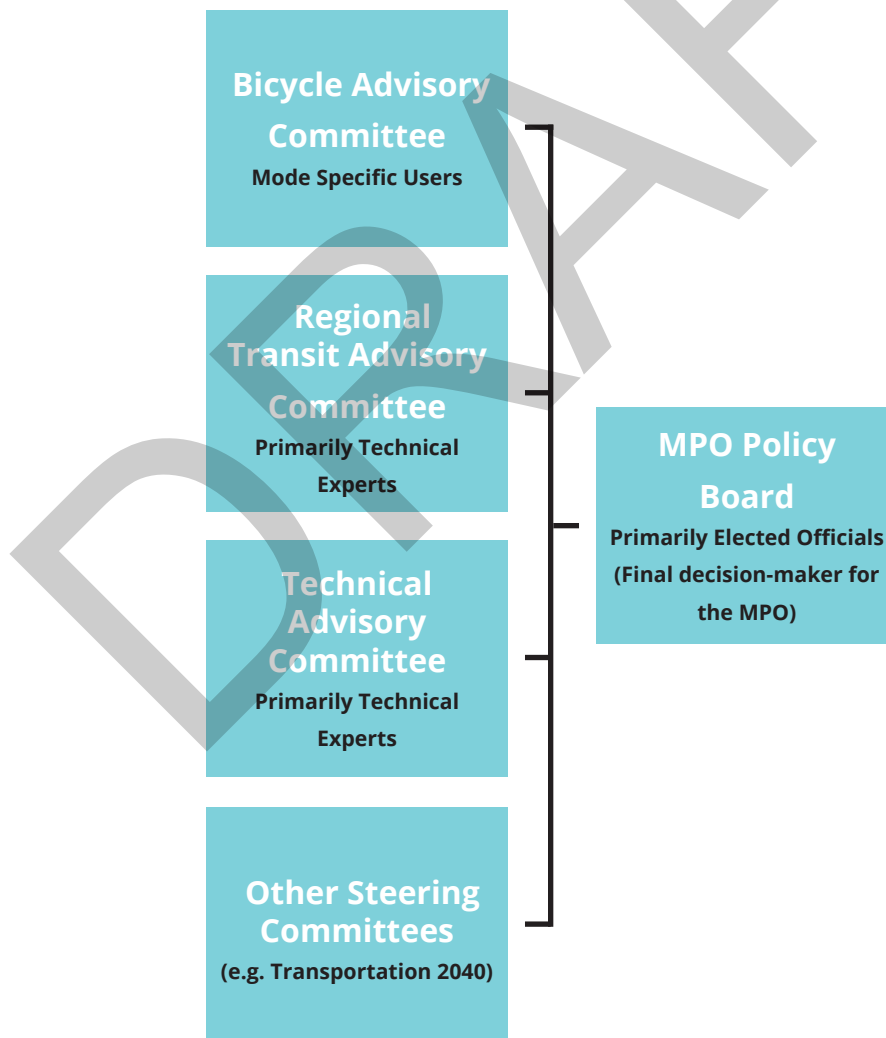 Bicycle Advisory
Committee
Mode Specific Users
Regional
Transit Advisory
Committee
Primarily Technical
Experts
Technical
Advisory
Committee
Primarily Technical
Experts
Other Steering
Committees
(e.g. Transportation 2040)
MPO Policy
Board
Primarily Elected Officials
(Final decision-maker for
the MPO)
DRAF